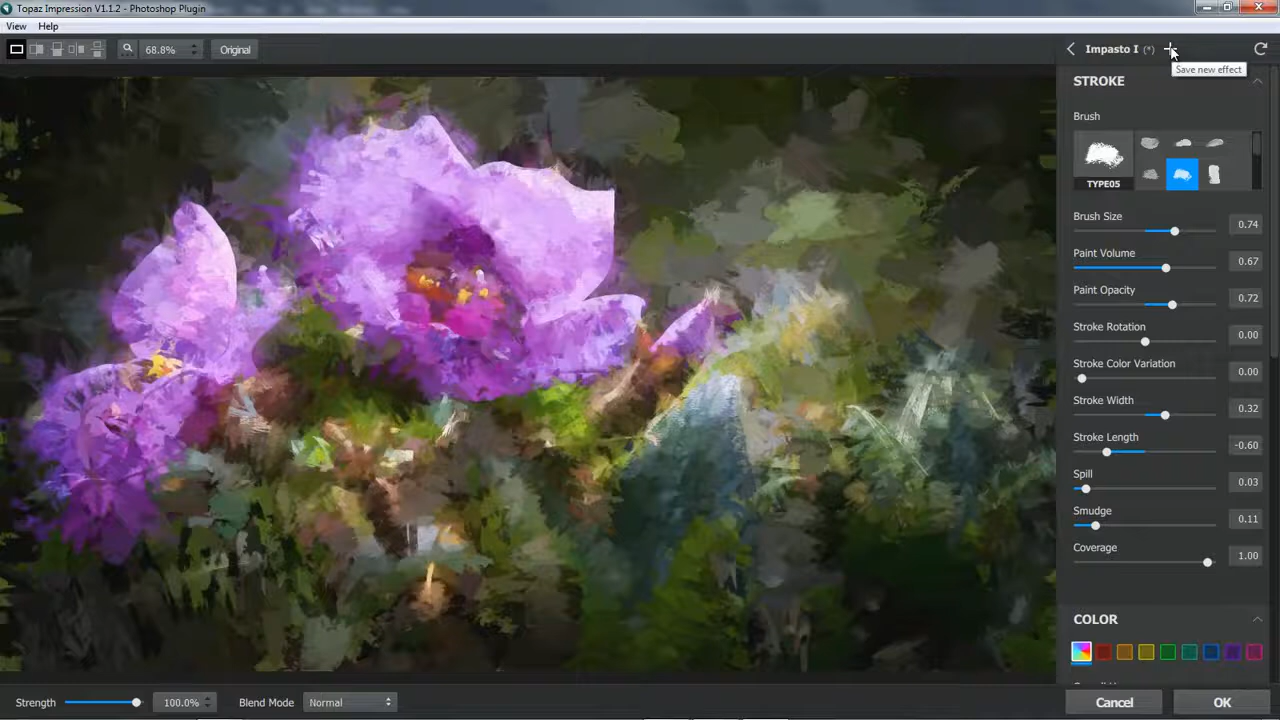 Topaz Impression V1.1.2 - Photoshop Plugin
View Help
68.8% Original
Impasto I (*)
Save new effect
STROKE
Brush
TYPE05
Brush Size 0.74
Paint Volume 0.67
Paint Opacity 0.72
Stroke Rotation 0.00
Stroke Color Variation 0.00
Stroke Width 0.32
Stroke Length -0.60
Spill 0.03
Smudge 0.11
Coverage 1.00
COLOR
Strength 100.0% Blend Mode Normal Cancel OK